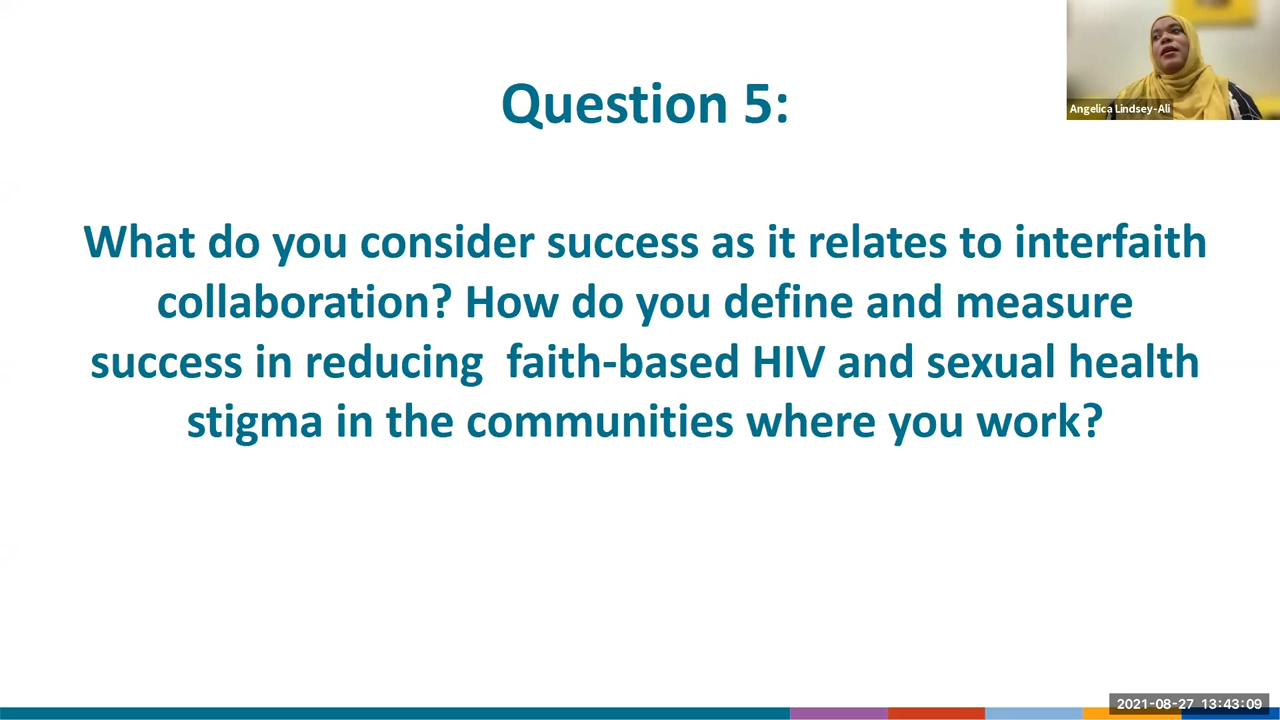 Question 5:
Angelica Lindsey-Ali
What do you consider success as it relates to interfaith
collaboration? How do you define and measure
success in reducing  faith-based HIV and sexual health
stigma in the communities where you work?
2021-08-27 13:43:09